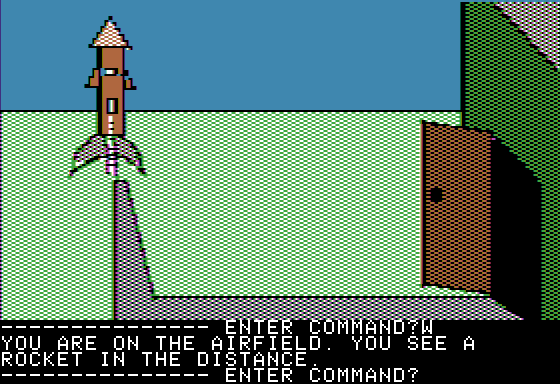 --------------- ENTER COMMAND?W
YOU ARE ON THE AIRFIELD. YOU SEE A
ROCKET IN THE DISTANCE.
--------------- ENTER COMMAND?